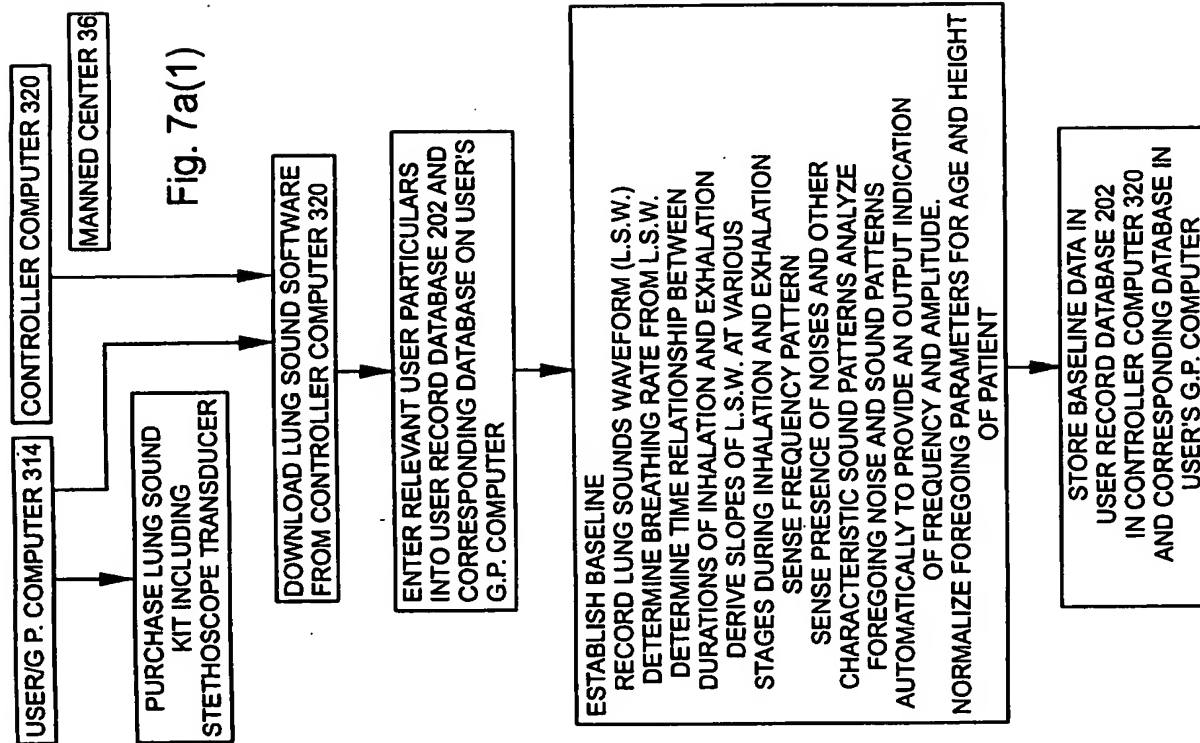 USER/G P. COMPUTER 314
CONTROLLER COMPUTER 320
MANNED CENTER 36
Fig. 7a(1)
PURCHASE LUNG SOUND
KIT INCLUDING
STETHOSCOPE TRANSDUCER
DOWNLOAD LUNG SOUND SOFTWARE
FROM CONTROLLER COMPUTER 320
ENTER RELEVANT USER PARTICULARS
INTO USER RECORD DATABASE 202 AND
CORRESPONDING DATABASE ON USER'S
G.P. COMPUTER
ESTABLISH BASELINE
RECORD LUNG SOUNDS WAVEFORM (L.S.W.)
DETERMINE BREATHING RATE FROM L.S.W.
DETERMINE TIME RELATIONSHIP BETWEEN
DURATIONS OF INHALATION AND EXHALATION
DERIVE SLOPES OF L.S.W. AT VARIOUS
STAGES DURING INHALATION AND EXHALATION
SENSE FREQUENCY PATTERN
SENSE PRESENCE OF NOISES AND OTHER
CHARACTERISTIC SOUND PATTERNS ANALYZE
FOREGOING NOISE AND SOUND PATTERNS
AUTOMATICALLY TO PROVIDE AN OUTPUT INDICATION
OF FREQUENCY AND AMPLITUDE.
NORMALIZE FOREGOING PARAMETERS FOR AGE AND HEIGHT
OF PATIENT
STORE BASELINE DATA IN
USER RECORD DATABASE 202
IN CONTROLLER COMPUTER 320
AND CORRESPONDING DATABASE IN
USER'S G.P. COMPUTER